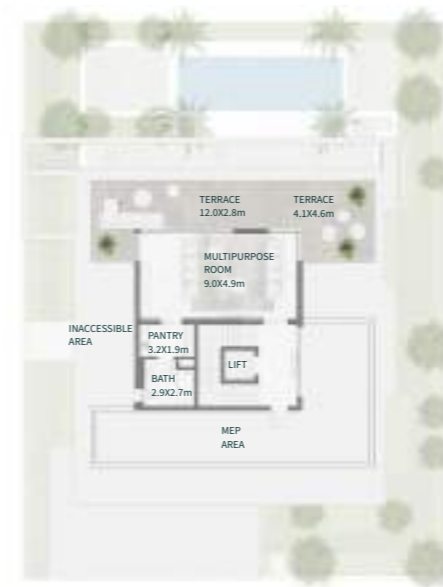 TERRACE
12.0X2.8m
TERRACE
4.1X4.6m
MULTIPURPOSE
ROOM
9.0X4.9m
INACCESSIBLE
AREA
PANTRY
3.2X1.9m
LIFT
BATH
2.9X2.7m
MEP
AREA